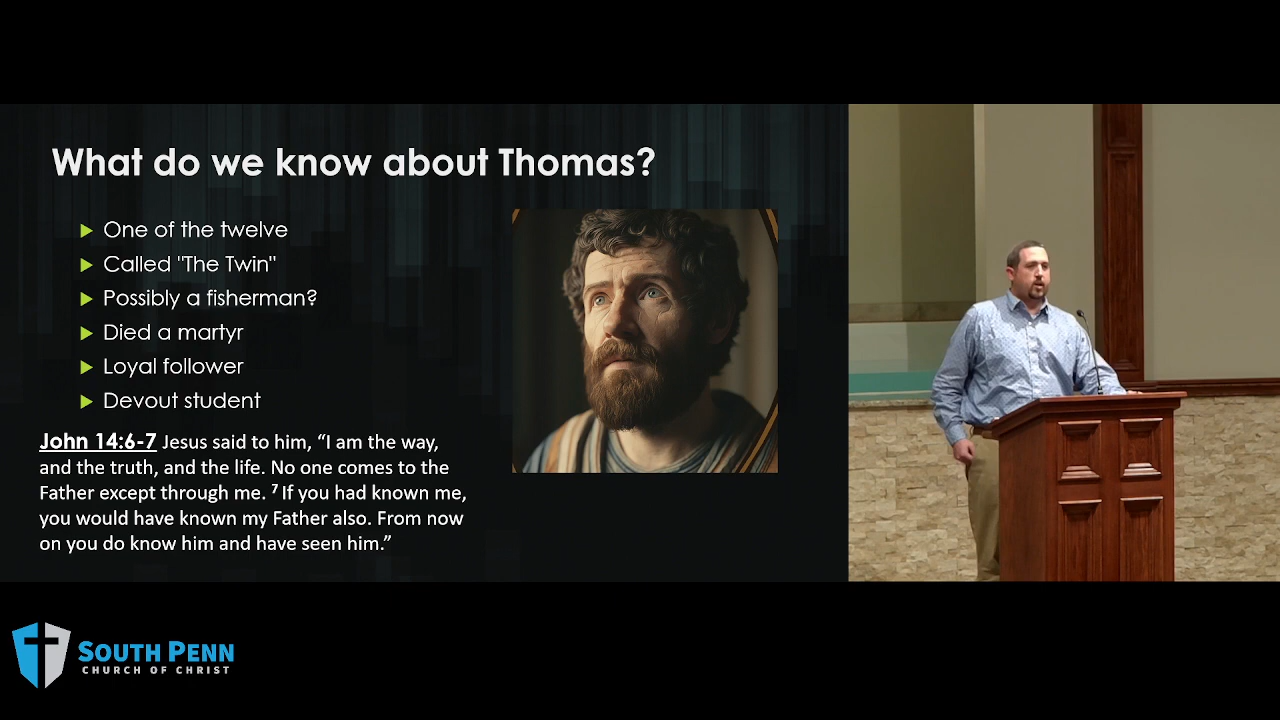 What do we know about Thomas?
One of the twelve
Called "The Twin"
Possibly a fisherman?
Died a martyr
Loyal follower
Devout student
John 14:6-7 Jesus said to him, “I am the way,
and the truth, and the life. No one comes to the
Father except through me. ⁷ If you had known me,
you would have known my Father also. From now
on you do know him and have seen him.”
SOUTH PENN
CHURCH OF CHRIST